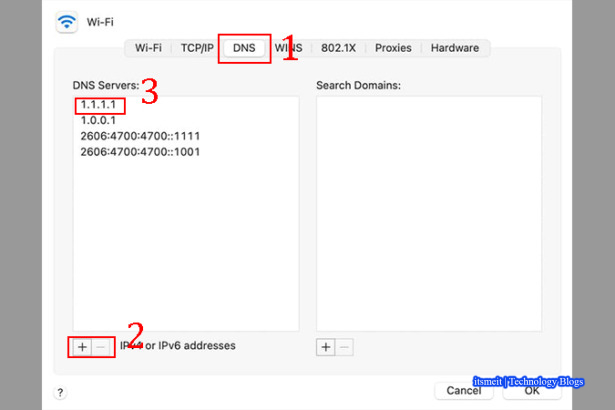 Wi-Fi
Wi-Fi TCP/IP DNS WINS 802.1X Proxies Hardware
1
DNS Servers: Search Domains:
3
1.1.1.1
1.0.0.1
2606:4700:4700::1111
2606:4700:4700::1001
2
+ − IPv4 or IPv6 addresses + −
itsmeit | Technology Blogs
? Cancel OK